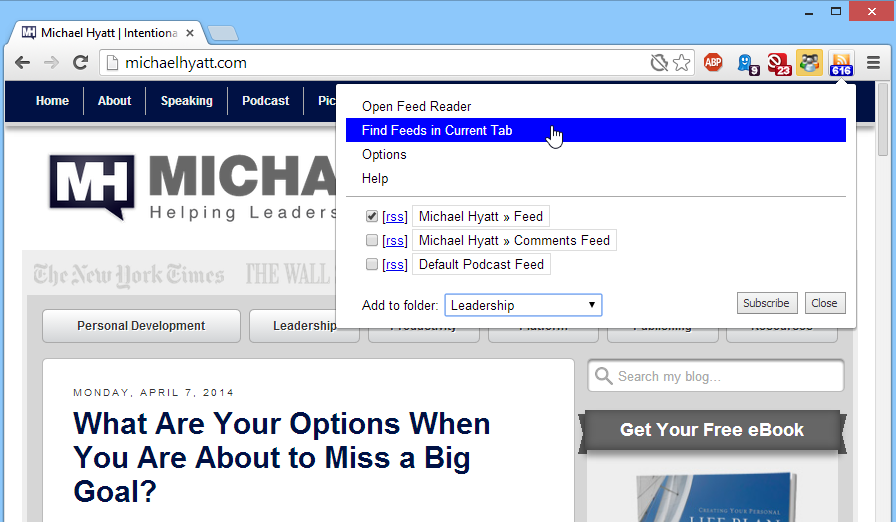 Michael Hyatt | Intentiona
michaelhyatt.com
ABP
9
23
616
Home
About
Speaking
Podcast
Pic
Open Feed Reader
Find Feeds in Current Tab
Options
Help
[rss] Michael Hyatt » Feed
[rss] Michael Hyatt » Comments Feed
[rss] Default Podcast Feed
Add to folder: Leadership
Subscribe
Close
MH MICHA
Helping Leaders
The New York Times
THE WALL
Personal Development
Leadership
Productivity
Platform
Publishing
Resources
MONDAY, APRIL 7, 2014
What Are Your Options When
You Are About to Miss a Big
Goal?
Search my blog...
Get Your Free eBook
CREATING YOUR PERSONAL
LIFE PLAN